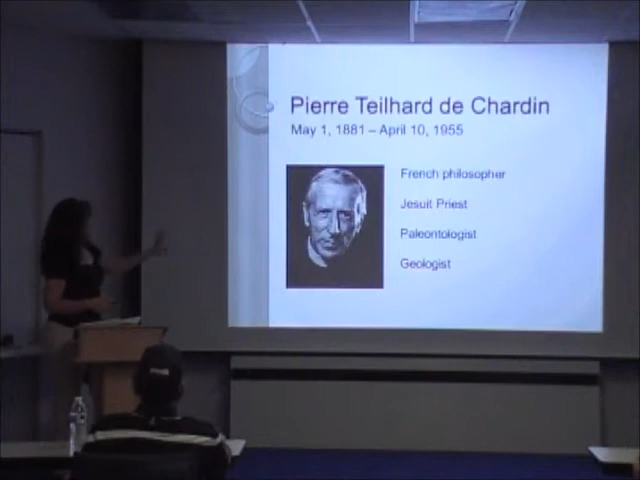 Pierre Teilhard de Chardin
May 1, 1881 – April 10, 1955
French philosopher
Jesuit Priest
Paleontologist
Geologist